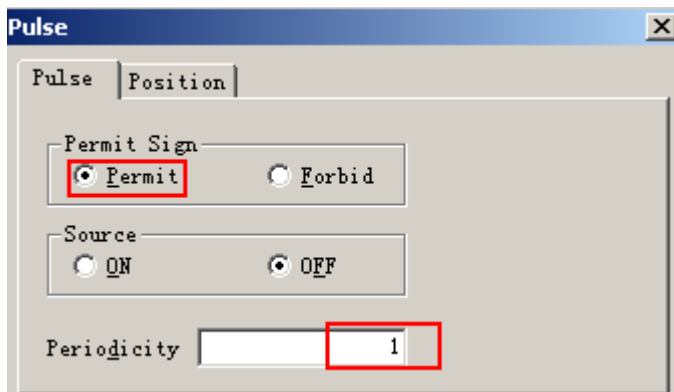 Pulse
Pulse Position
Permit Sign
Permit Forbid
Source
ON OFF
Periodicity 1